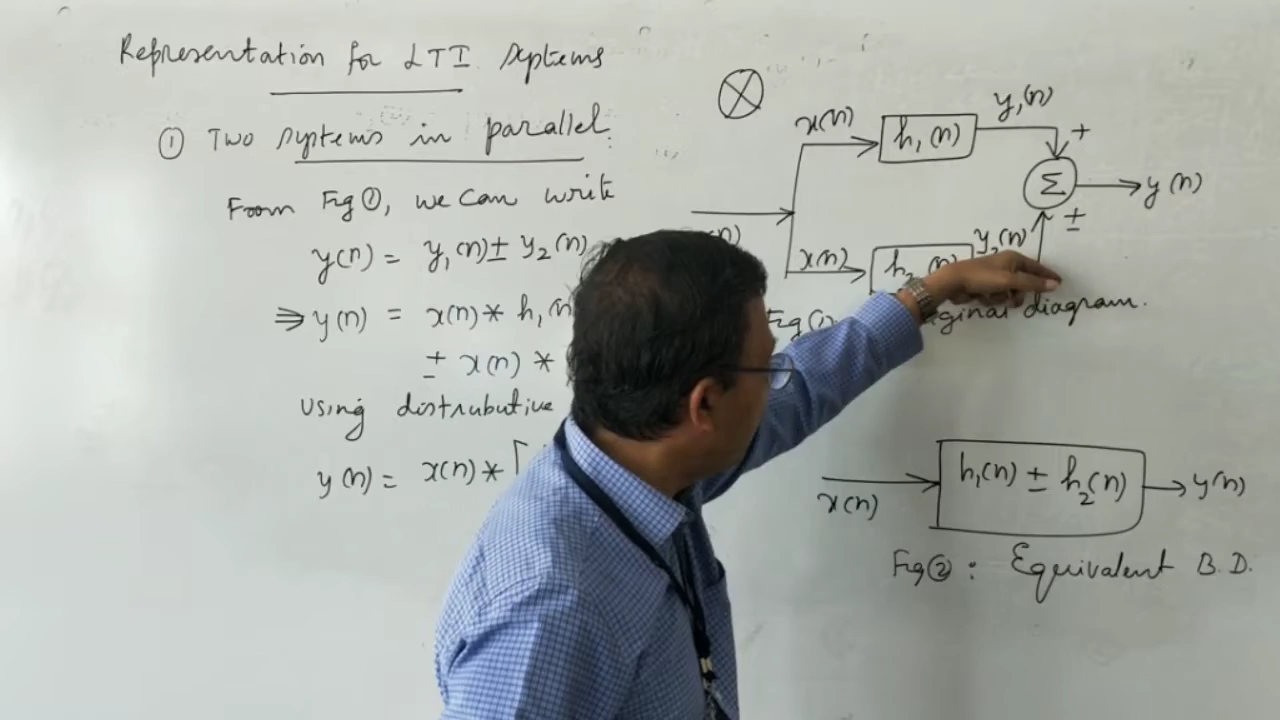 Representation for LTI systems
① Two systems in parallel.
From Fig ①, we can write
y(n) = y₁(n) ± y₂(n)
⇒ y(n) = x(n) * h₁(n
± x(n) *
Using distrubutive
y(n) = x(n) * [
x(n)
h₁(n)
y₁(n)
+
Σ
y(n)
±
(n)
x(n)
h₂(n)
y₂(n)
Fig (1) diagram.
x(n)
h₁(n) ± h₂(n)
y(n)
Fig ② : Equivalent B.D.